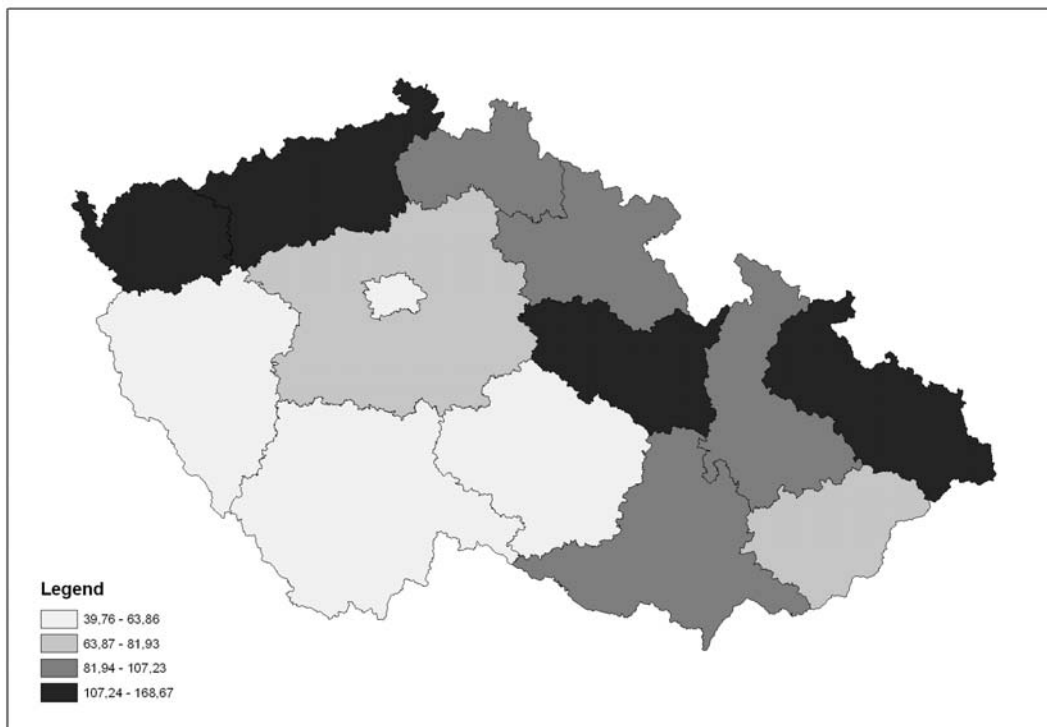 Legend
39,76 - 63,86
63,87 - 81,93
81,94 - 107,23
107,24 - 168,67